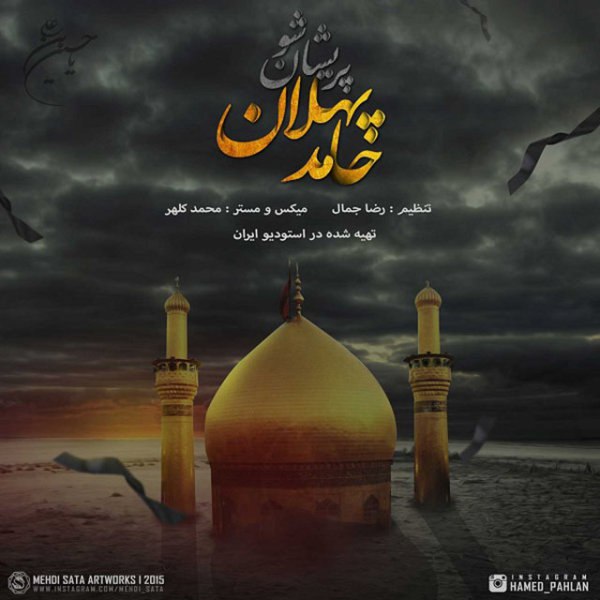 یا حسین
پریشان شو
حامد پهلان
تنظیم : رضا جمال میکس و مستر : محمد کلهر
تهیه شده در استودیو ایران
MEHDI SATA ARTWORKS | 2015
WWW.INSTAGRAM.COM/MEHDI_SATA
INSTAGRAM
HAMED_PAHLAN